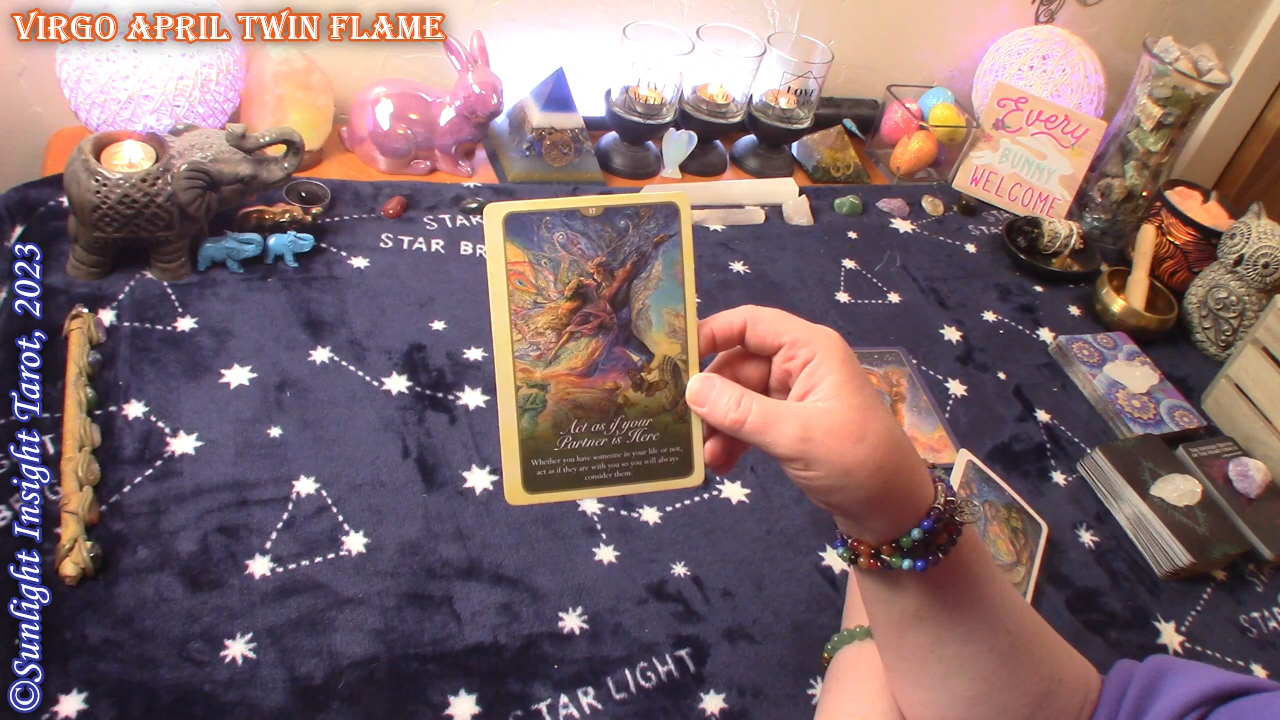 VIRGO APRIL TWIN FLAME
©Sunlight Insight Tarot, 2023
Every
BUNNY
WELCOME
STAR
STAR BR
LOVE
17
Act as if your
Partner is Here
Whether you have someone in your life or not,
act as if they are with you so you will always
consider them.
STAR LIGHT